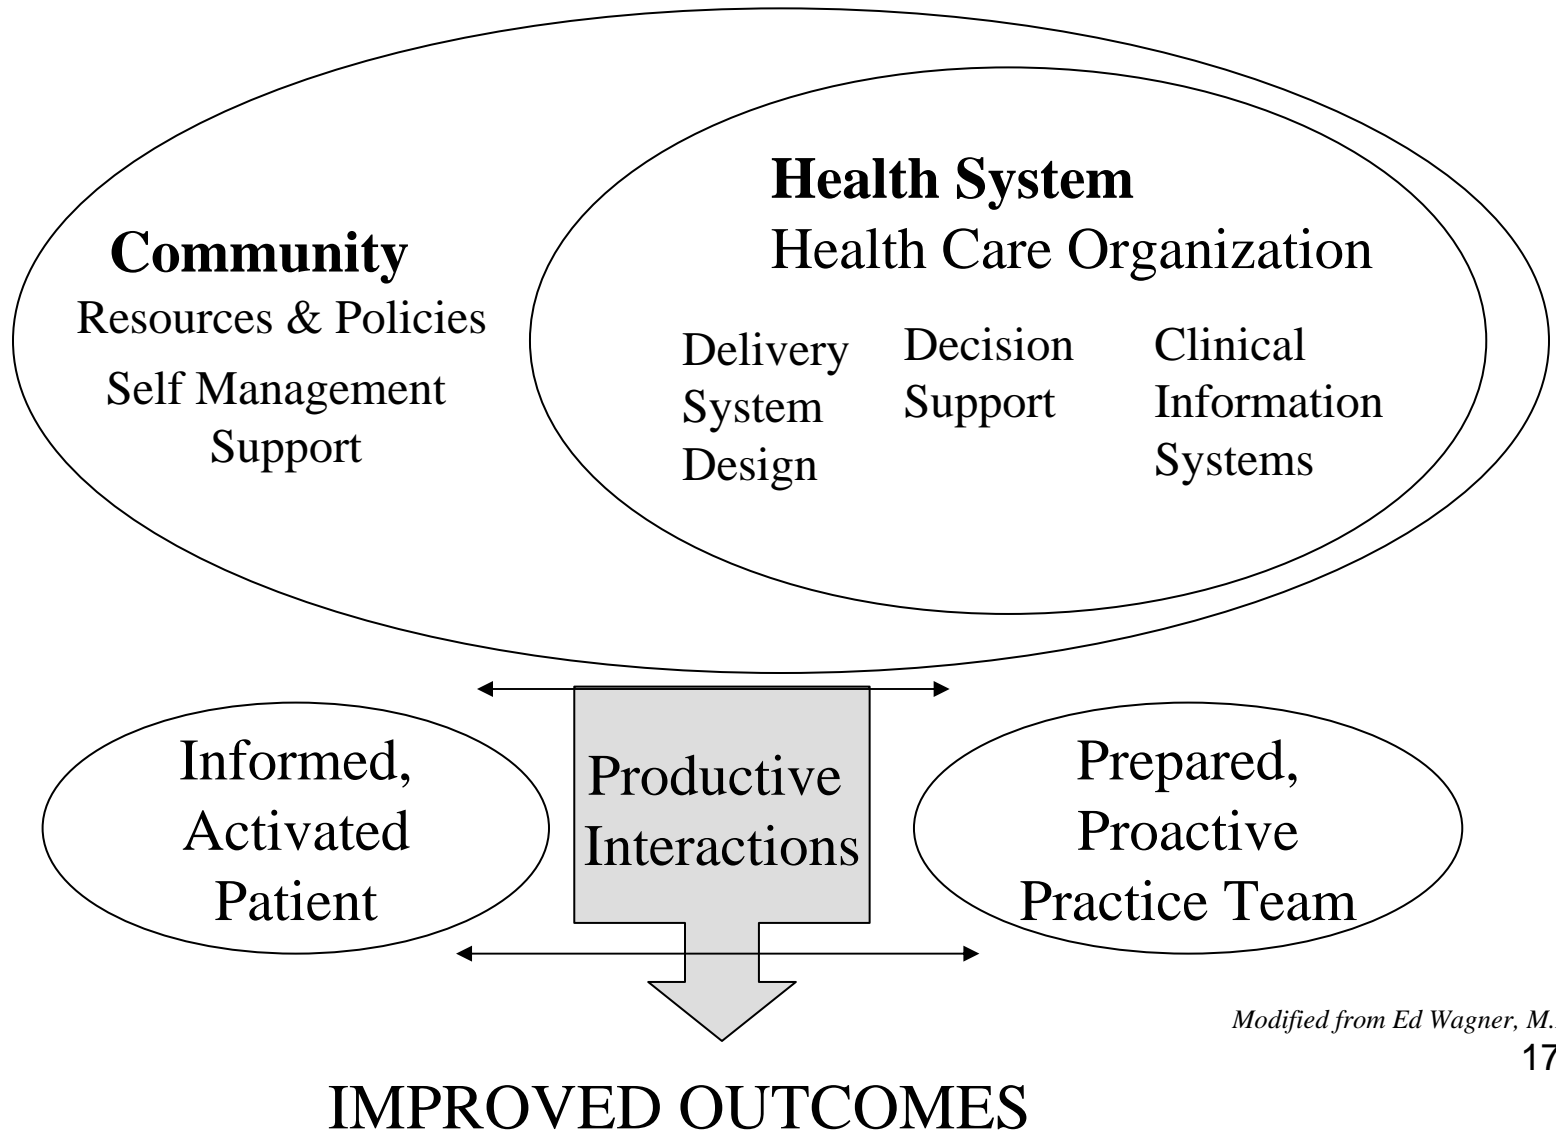 Health System
Health Care Organization
Community
Resources & Policies
Self Management
Support
Delivery
System
Design
Decision
Support
Clinical
Information
Systems
Informed,
Activated
Patient
Productive
Interactions
Prepared,
Proactive
Practice Team
Modified from Ed Wagner, M.
17
IMPROVED OUTCOMES